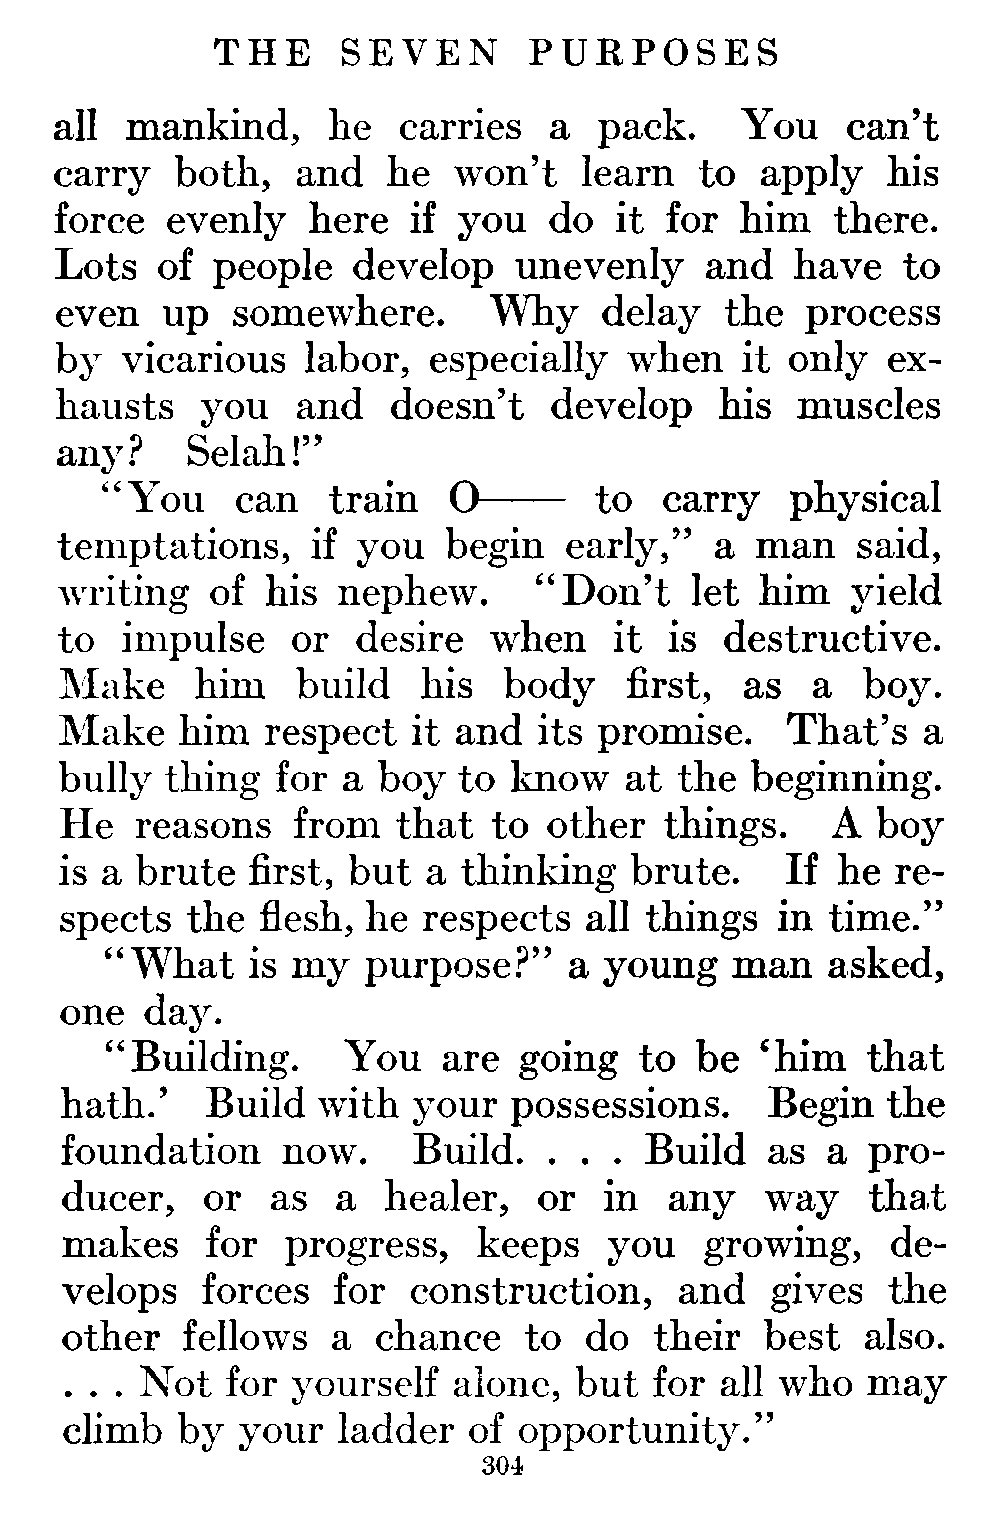 THE SEVEN PURPOSES
all mankind, he carries a pack. You can't
carry both, and he won't learn to apply his
force evenly here if you do it for him there.
Lots of people develop unevenly and have to
even up somewhere. Why delay the process
by vicarious labor, especially when it only ex-
hausts you and doesn't develop his muscles
any? Selah!"
"You can train O—— to carry physical
temptations, if you begin early," a man said,
writing of his nephew. "Don't let him yield
to impulse or desire when it is destructive.
Make him build his body first, as a boy.
Make him respect it and its promise. That's a
bully thing for a boy to know at the beginning.
He reasons from that to other things. A boy
is a brute first, but a thinking brute. If he re-
spects the flesh, he respects all things in time."
"What is my purpose?" a young man asked,
one day.
"Building. You are going to be 'him that
hath.' Build with your possessions. Begin the
foundation now. Build. . . . Build as a pro-
ducer, or as a healer, or in any way that
makes for progress, keeps you growing, de-
velops forces for construction, and gives the
other fellows a chance to do their best also.
. . . Not for yourself alone, but for all who may
climb by your ladder of opportunity."
304